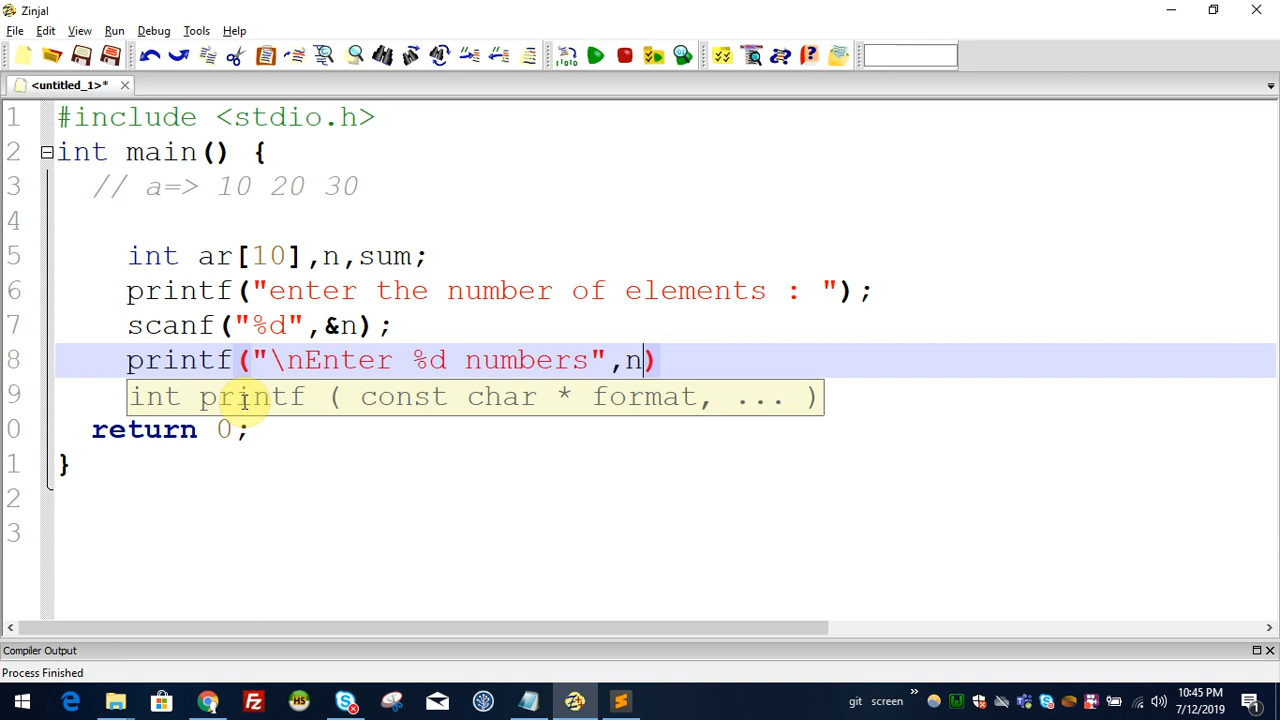 Zinjal
File Edit View Run Debug Tools Help
<untitled_1>*
1 #include <stdio.h>
2 int main() {
3 // a=> 10 20 30
4
5 int ar[10],n,sum;
6 printf("enter the number of elements : ");
7 scanf("%d",&n);
8 printf("\nEnter %d numbers",n)
9 int printf ( const char * format, ... )
0 return 0;
1 }
2
3
Compiler Output
Process Finished
git screen » 10:45 PM
7/12/2019